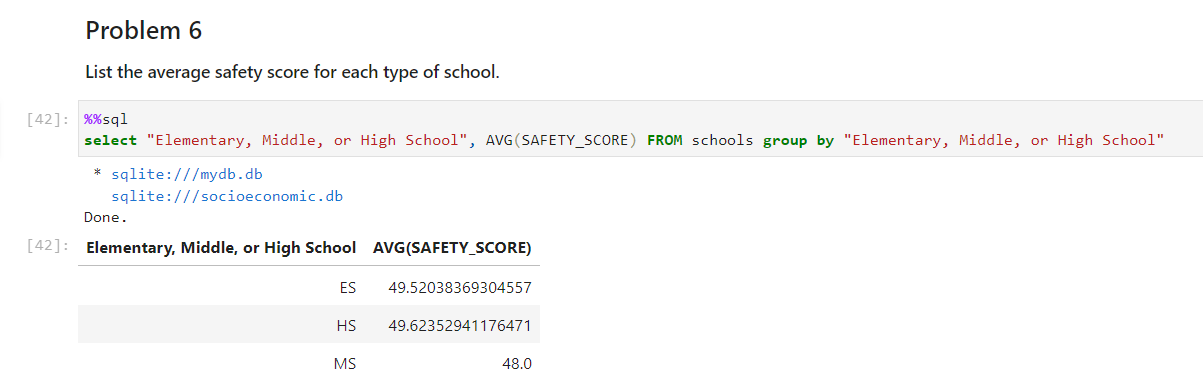 Problem 6
List the average safety score for each type of school.
[42]: %%sql
select "Elementary, Middle, or High School", AVG(SAFETY_SCORE) FROM schools group by "Elementary, Middle, or High School"
* sqlite:///mydb.db
sqlite:///socioeconomic.db
Done.
[42]: Elementary, Middle, or High School AVG(SAFETY_SCORE)
ES 49.52038369304557
HS 49.62352941176471
MS 48.0